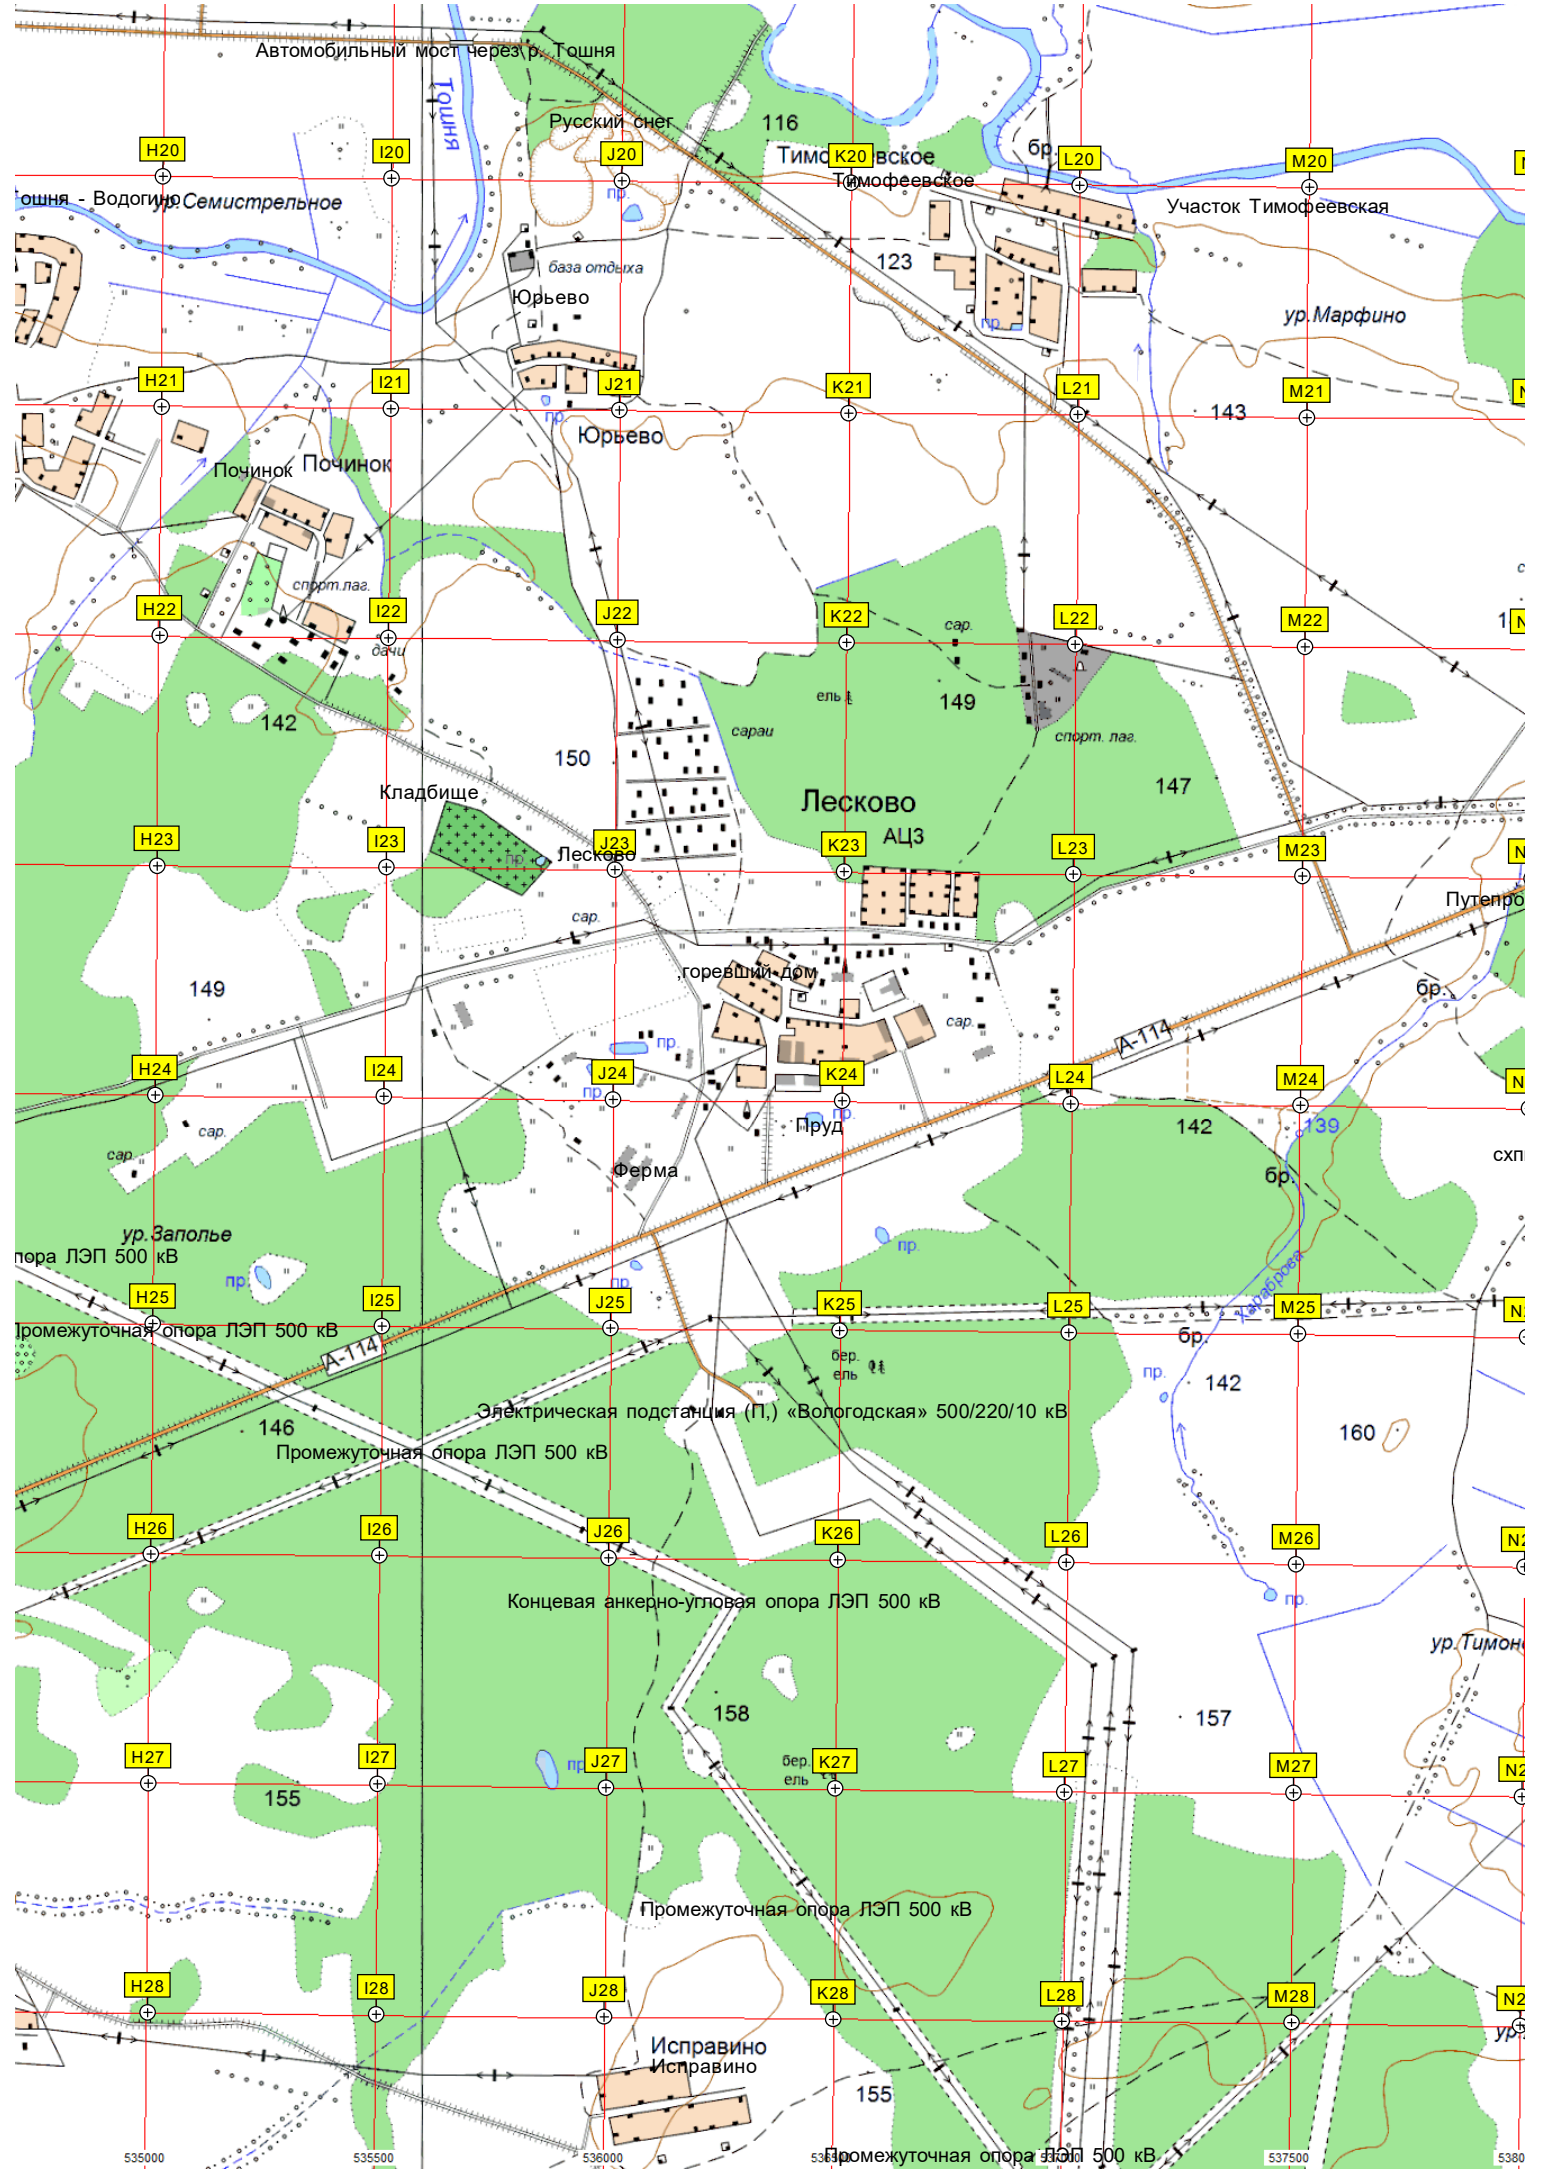 Автомобильный мост через р. Тошня
Тошня
Русский снег
116
H20
I20
J20
Тимофеевское
K20
бр.
L20
M20
Тимофеевское
ошня - Водогино
ур.Семистрельное
пр.
Участок Тимофеевская
123
база отдыха
Юрьево
ур.Марфино
пр.
H21
I21
J21
K21
L21
M21
143
пр.
Юрьево
Починок
Починок
спорт.лаг.
H22
I22
J22
K22
сар.
L22
M22
дачи
ель
149
142
сараи
спорт. лаг.
150
147
Кладбище
Лесково
АЦЗ
H23
I23
J23
K23
L23
M23
пр.
Лесково
Путепро
сар.
,горевший дом
149
бр.
сар.
А-114
пр.
H24
I24
J24
K24
L24
M24
пр.
пр.
Пруд
142
139
сар.
сар.
схп
Ферма
бр.
ур.Заполье
пр.
пора ЛЭП 500 кВ
пр.
пр.
Хараброва
H25
I25
J25
K25
L25
M25
Промежуточная опора ЛЭП 500 кВ
А-114
бр.
бер.
ель
пр.
142
Электрическая подстанция (П,) «Вологодская» 500/220/10 кВ
146
160
Промежуточная опора ЛЭП 500 кВ
H26
I26
J26
K26
L26
M26
Концевая анкерно-угловая опора ЛЭП 500 кВ
пр.
ур.Тимон
158
157
H27
I27
пр
J27
бер.
ель
K27
L27
M27
155
Промежуточная опора ЛЭП 500 кВ
H28
I28
J28
K28
L28
M28
ур.
Исправино
Исправино
155
Промежуточная опора ЛЭП 500 кВ
535000
535500
536000
537500